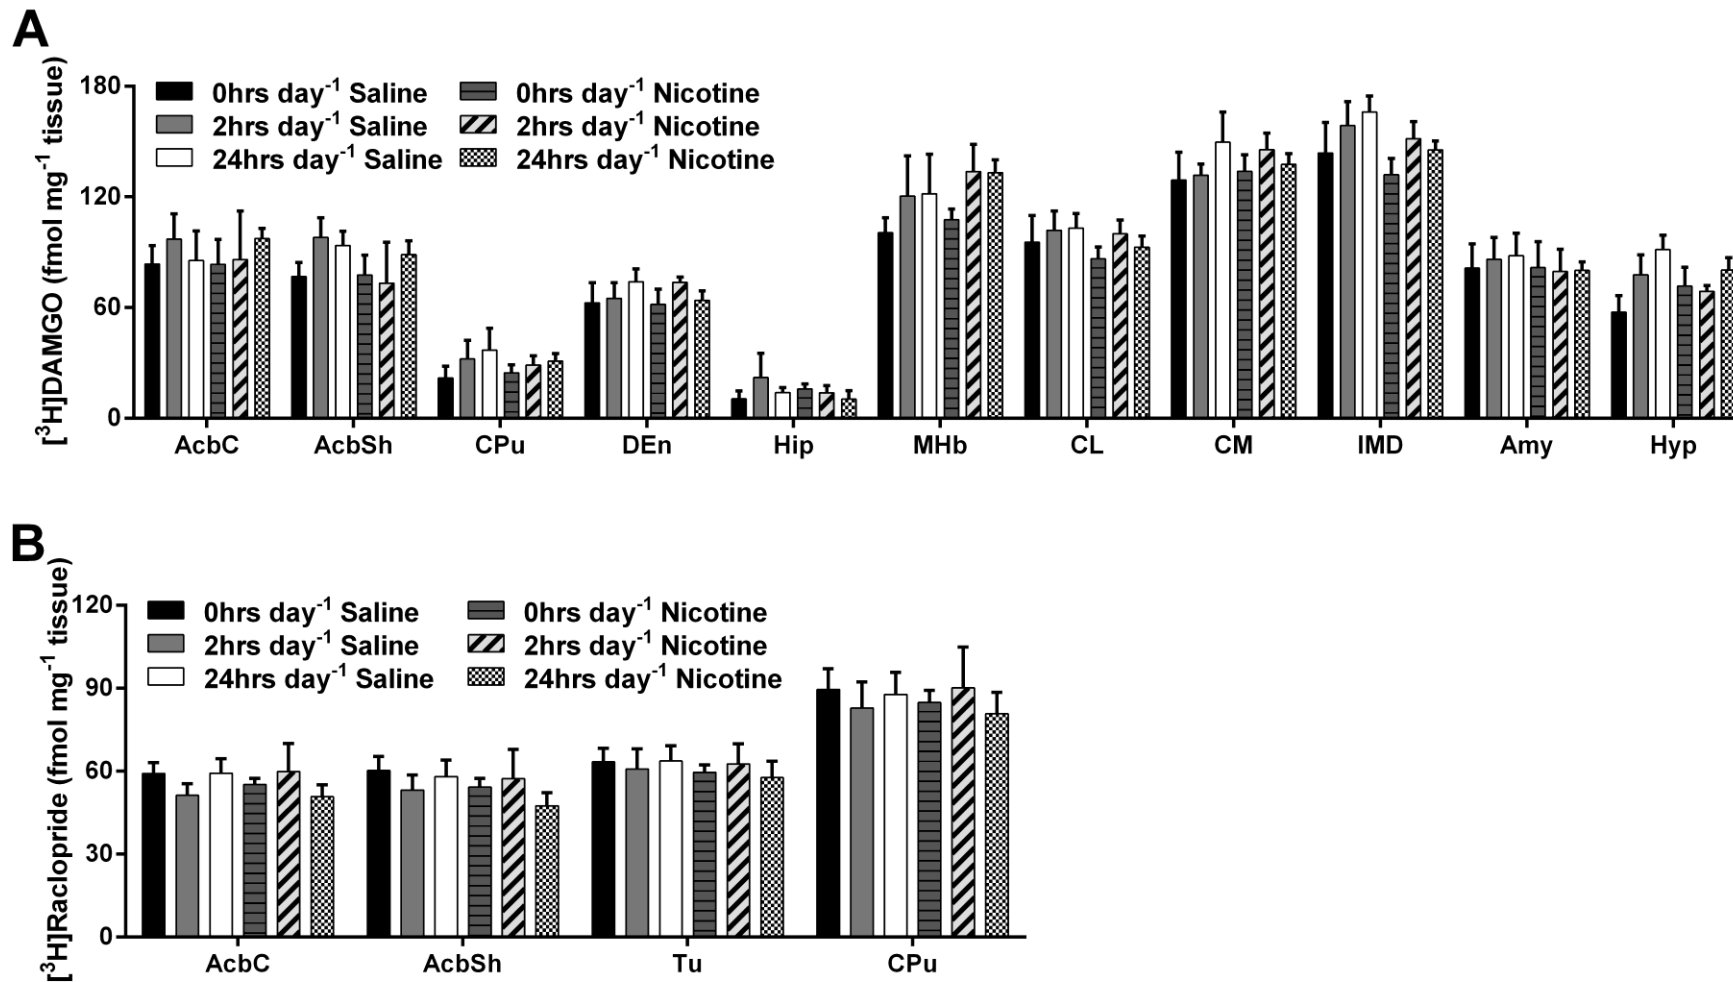 A
[³H]DAMGO (fmol mg⁻¹ tissue)
180
120
60
0
0hrs day⁻¹ Saline
0hrs day⁻¹ Nicotine
2hrs day⁻¹ Saline
2hrs day⁻¹ Nicotine
24hrs day⁻¹ Saline
24hrs day⁻¹ Nicotine
AcbC AcbSh CPu DEn Hip MHb CL CM IMD Amy Hyp
B
[³H]Raclopride (fmol mg⁻¹ tissue)
120
90
60
30
0
0hrs day⁻¹ Saline
0hrs day⁻¹ Nicotine
2hrs day⁻¹ Saline
2hrs day⁻¹ Nicotine
24hrs day⁻¹ Saline
24hrs day⁻¹ Nicotine
AcbC AcbSh Tu CPu